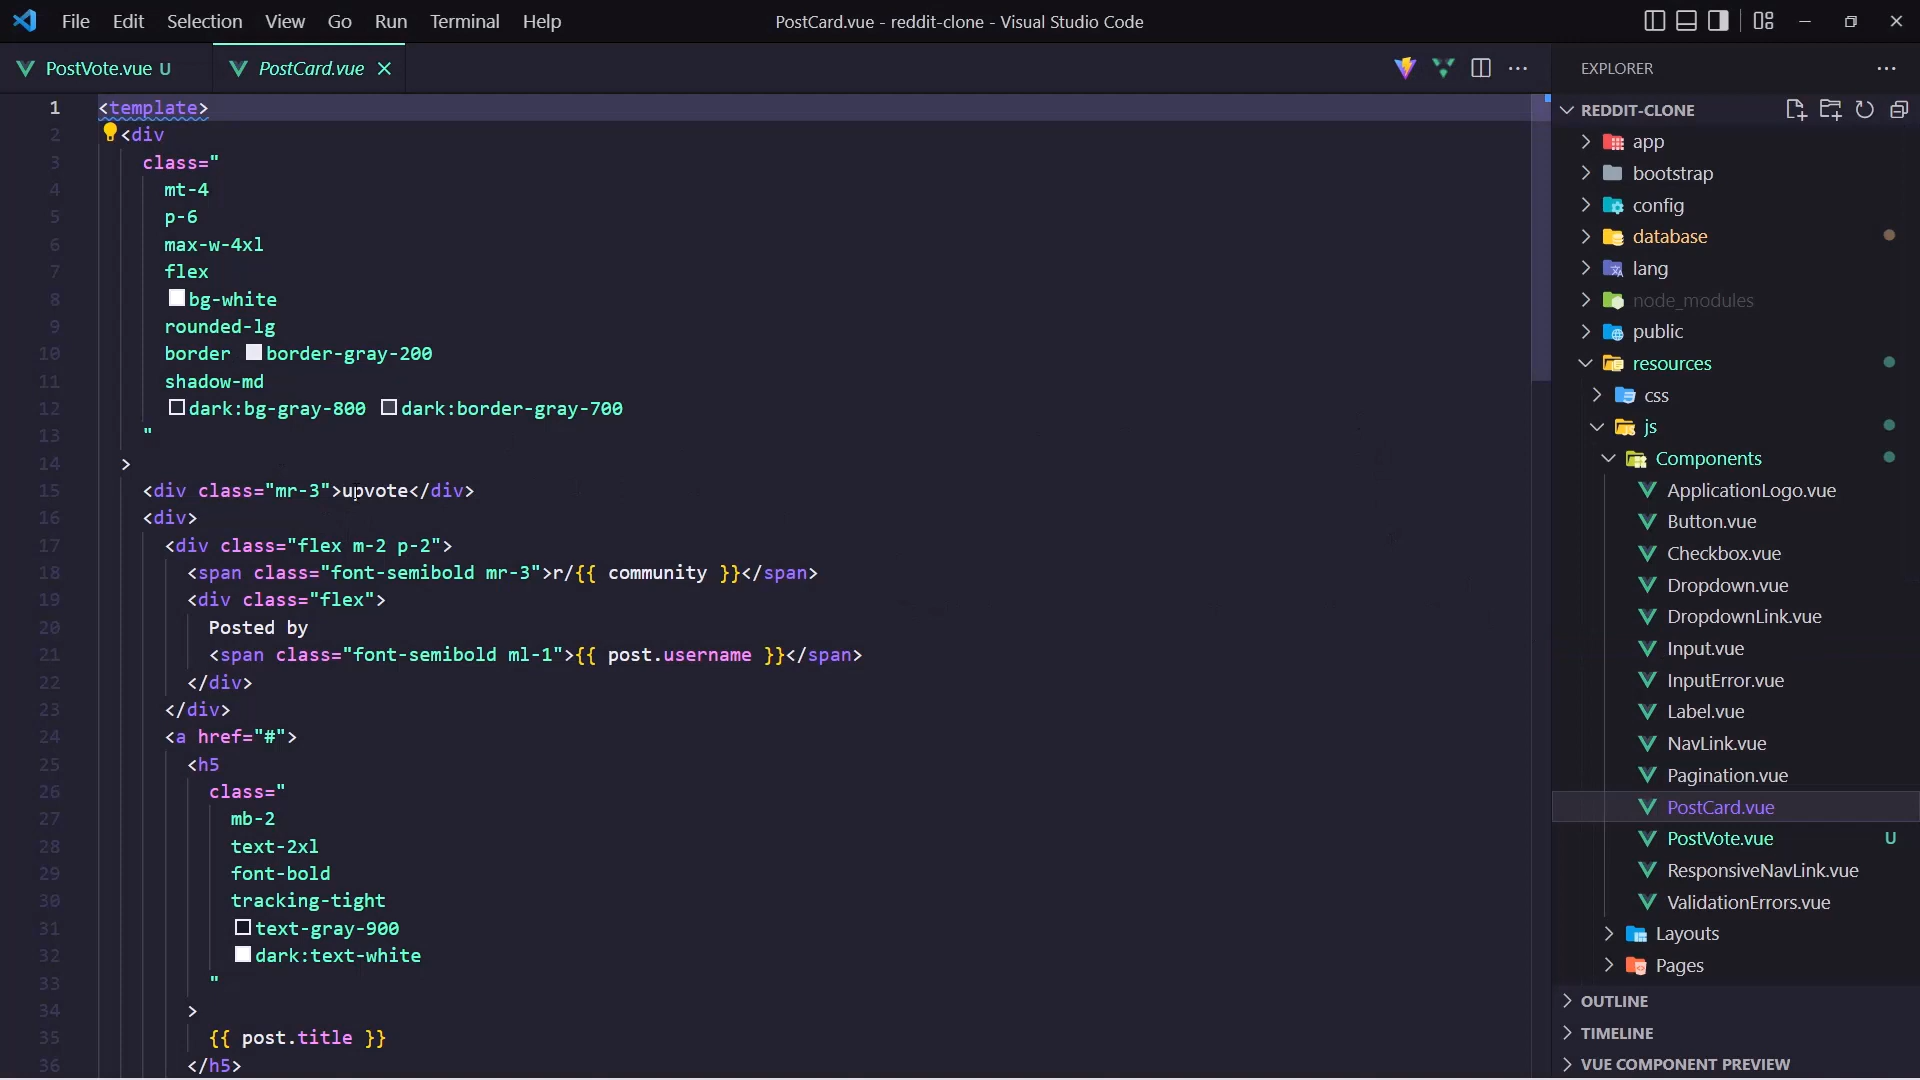 File Edit Selection View Go Run Terminal Help PostCard.vue - reddit-clone - Visual Studio Code
PostVote.vue U PostCard.vue
1 <template>
2 <div
3 class="
4 mt-4
5 p-6
6 max-w-4xl
7 flex
8 bg-white
9 rounded-lg
10 border border-gray-200
11 shadow-md
12 dark:bg-gray-800 dark:border-gray-700
13 "
14 >
15 <div class="mr-3">upvote</div>
16 <div>
17 <div class="flex m-2 p-2">
18 <span class="font-semibold mr-3">r/{{ community }}</span>
19 <div class="flex">
20 Posted by
21 <span class="font-semibold ml-1">{{ post.username }}</span>
22 </div>
23 </div>
24 <a href="#">
25 <h5
26 class="
27 mb-2
28 text-2xl
29 font-bold
30 tracking-tight
31 text-gray-900
32 dark:text-white
33 "
34 >
35 {{ post.title }}
36 </h5>
EXPLORER
REDDIT-CLONE
app
bootstrap
config
database
lang
node_modules
public
resources
css
js
Components
ApplicationLogo.vue
Button.vue
Checkbox.vue
Dropdown.vue
DropdownLink.vue
Input.vue
InputError.vue
Label.vue
NavLink.vue
Pagination.vue
PostCard.vue
PostVote.vue U
ResponsiveNavLink.vue
ValidationErrors.vue
Layouts
Pages
OUTLINE
TIMELINE
VUE COMPONENT PREVIEW